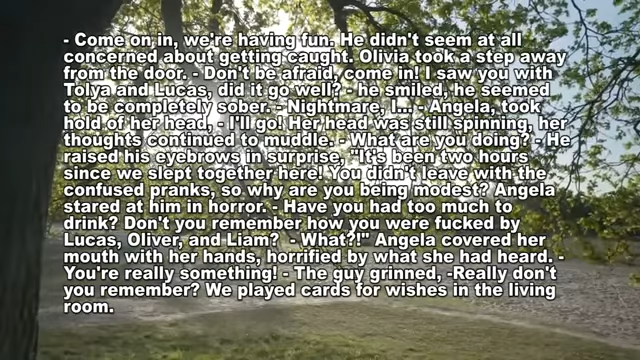 - Come on in, we're having fun. He didn't seem at all
concerned about getting caught. Olivia took a step away
from the door. - Don't be afraid, come in! I saw you with
Tolya and Lucas, did it go well? - he smiled, he seemed
to be completely sober. - Nightmare, I... - Angela, took
hold of her head, - I'll go! Her head was still spinning, her
thoughts continued to muddle. - What are you doing? - He
raised his eyebrows in surprise, "It's been two hours
since we slept together here! You didn't leave with the
confused pranks, so why are you being modest? Angela
stared at him in horror. - Have you had too much to
drink? Don't you remember how you were fucked by
Lucas, Oliver, and Liam?  - What?!" Angela covered her
mouth with her hands, horrified by what she had heard. -
You're really something! - The guy grinned, -Really don't
you remember? We played cards for wishes in the living
room.